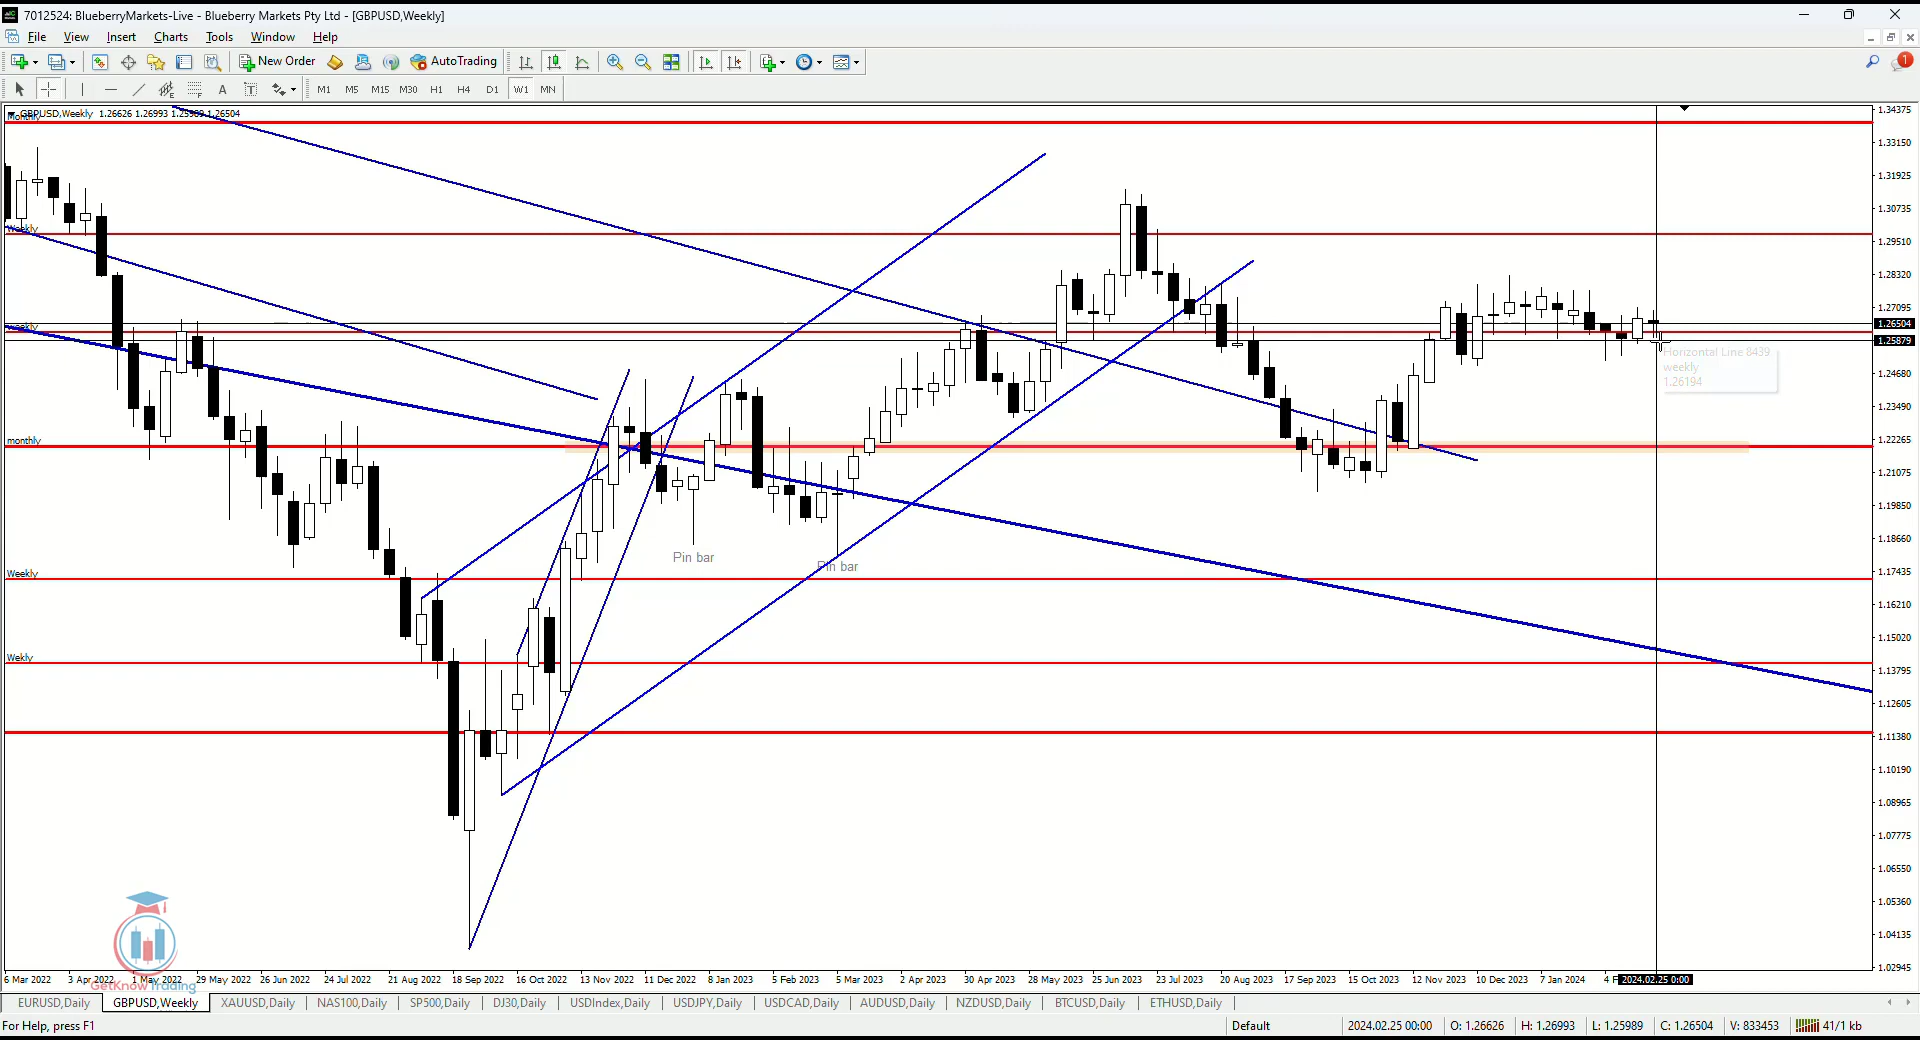 7012524: BlueberryMarkets-Live - Blueberry Markets Pty Ltd - [GBPUSD,Weekly]
File View Insert Charts Tools Window Help
New Order AutoTrading 1
A T M1 M5 M15 M30 H1 H4 D1 W1 MN
GBPUSD,Weekly 1.26626 1.26993 1.25989 1.26504
Monthly
Weekly
weekly
monthly
Weekly
Wekly
Pin bar
Pin bar
Horizontal Line 8439
weekly
1.26194
1.34375
1.33150
1.31925
1.30735
1.29510
1.28320
1.27095
1.26504
1.25879
1.24680
1.23490
1.22265
1.21075
1.19850
1.18660
1.17435
1.16210
1.15020
1.13795
1.12605
1.11380
1.10190
1.08965
1.07775
1.06550
1.05360
1.04135
1.02945
6 Mar 2022 3 Apr 2022 May 2022 29 May 2022 26 Jun 2022 24 Jul 2022 21 Aug 2022 18 Sep 2022 16 Oct 2022 13 Nov 2022 11 Dec 2022 8 Jan 2023 5 Feb 2023 5 Mar 2023 2 Apr 2023 30 Apr 2023 28 May 2023 25 Jun 2023 23 Jul 2023 20 Aug 2023 17 Sep 2023 15 Oct 2023 12 Nov 2023 10 Dec 2023 7 Jan 2024 4 F 2024.02.25 0:00
GetKnowTrading
EURUSD,Daily GBPUSD,Weekly XAUUSD,Daily NAS100,Daily SP500,Daily DJ30,Daily USDIndex,Daily USDJPY,Daily USDCAD,Daily AUDUSD,Daily NZDUSD,Daily BTCUSD,Daily ETHUSD,Daily
For Help, press F1 Default 2024.02.25 00:00 O: 1.26626 H: 1.26993 L: 1.25989 C: 1.26504 V: 833453 41/1 kb